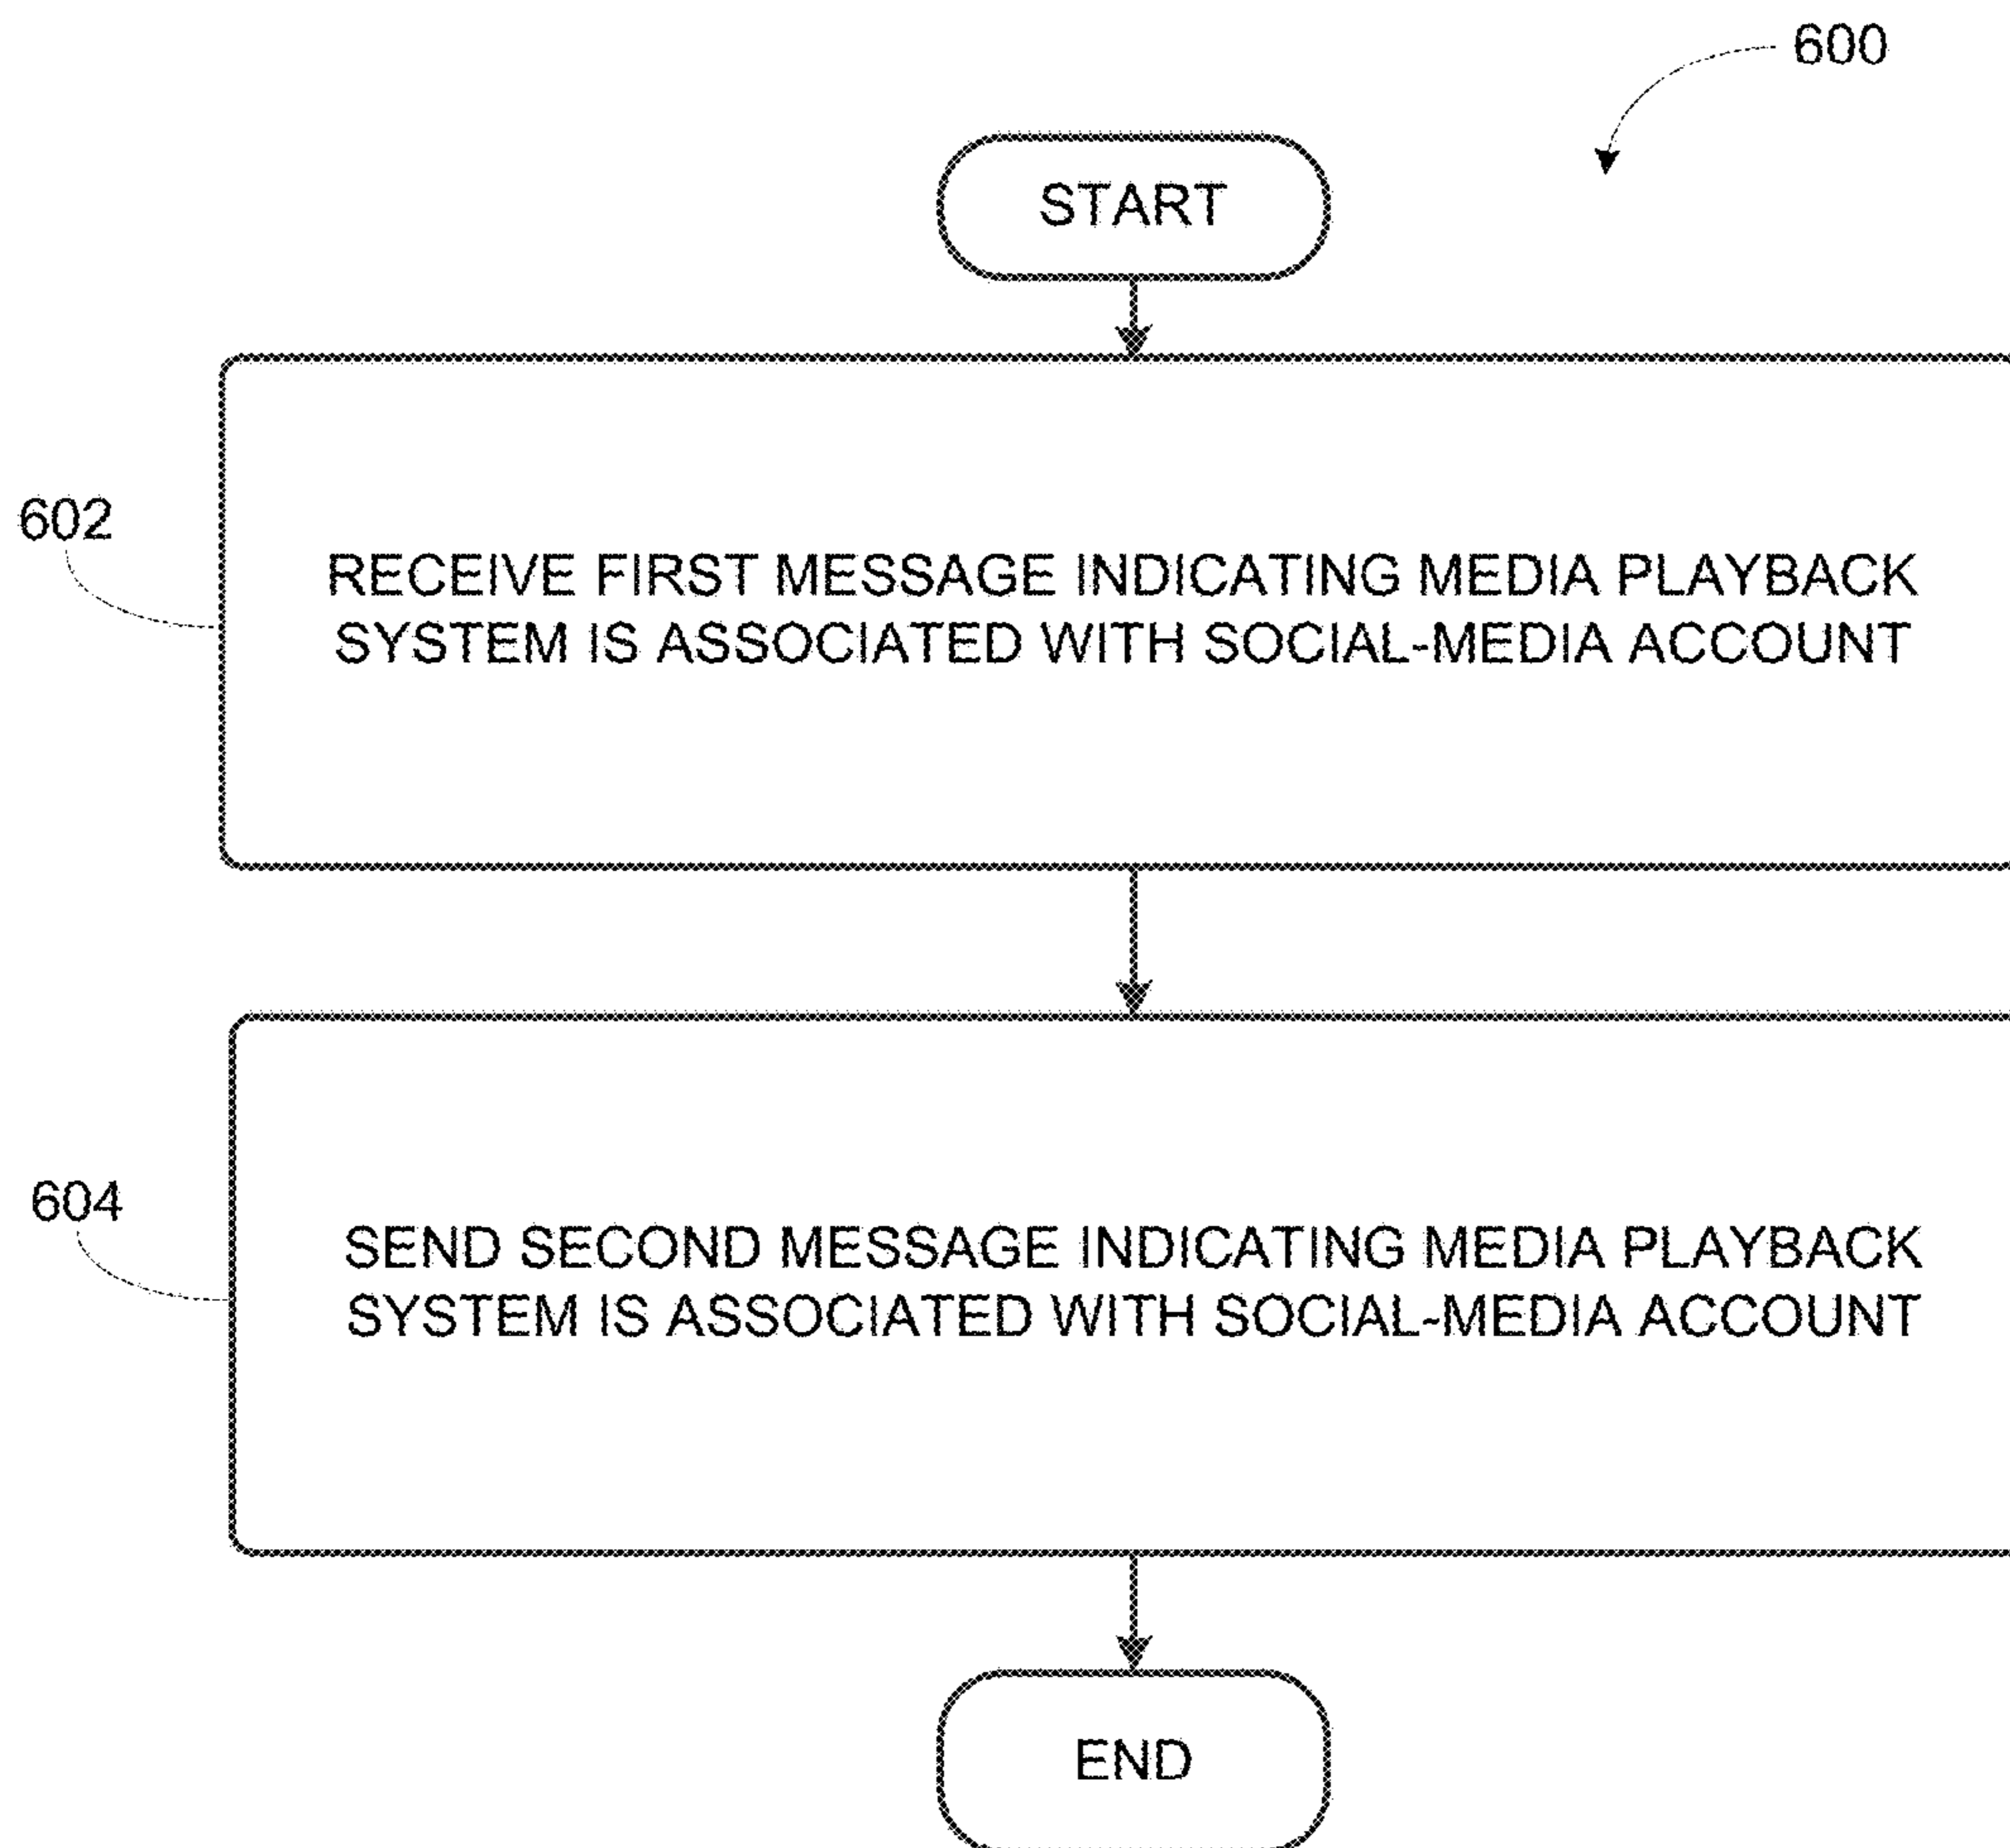 600
START
602
RECEIVE FIRST MESSAGE INDICATING MEDIA PLAYBACK
SYSTEM IS ASSOCIATED WITH SOCIAL-MEDIA ACCOUNT
604
SEND SECOND MESSAGE INDICATING MEDIA PLAYBACK
SYSTEM IS ASSOCIATED WITH SOCIAL-MEDIA ACCOUNT
END